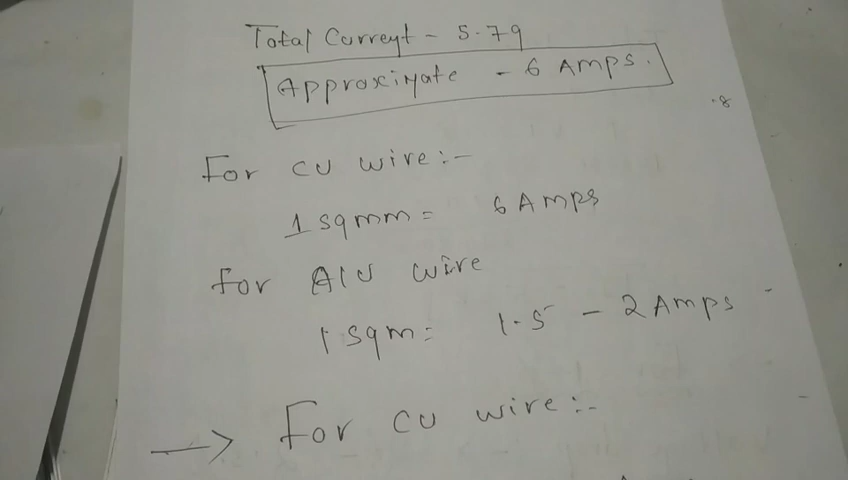 Total Current - 5.79
Approximate - 6 Amps.
.8
For CU wire:-
1 sqmm = 6 Amps
For AlU wire
1 sqm = 1.5 - 2 Amps
→ For CU wire:-